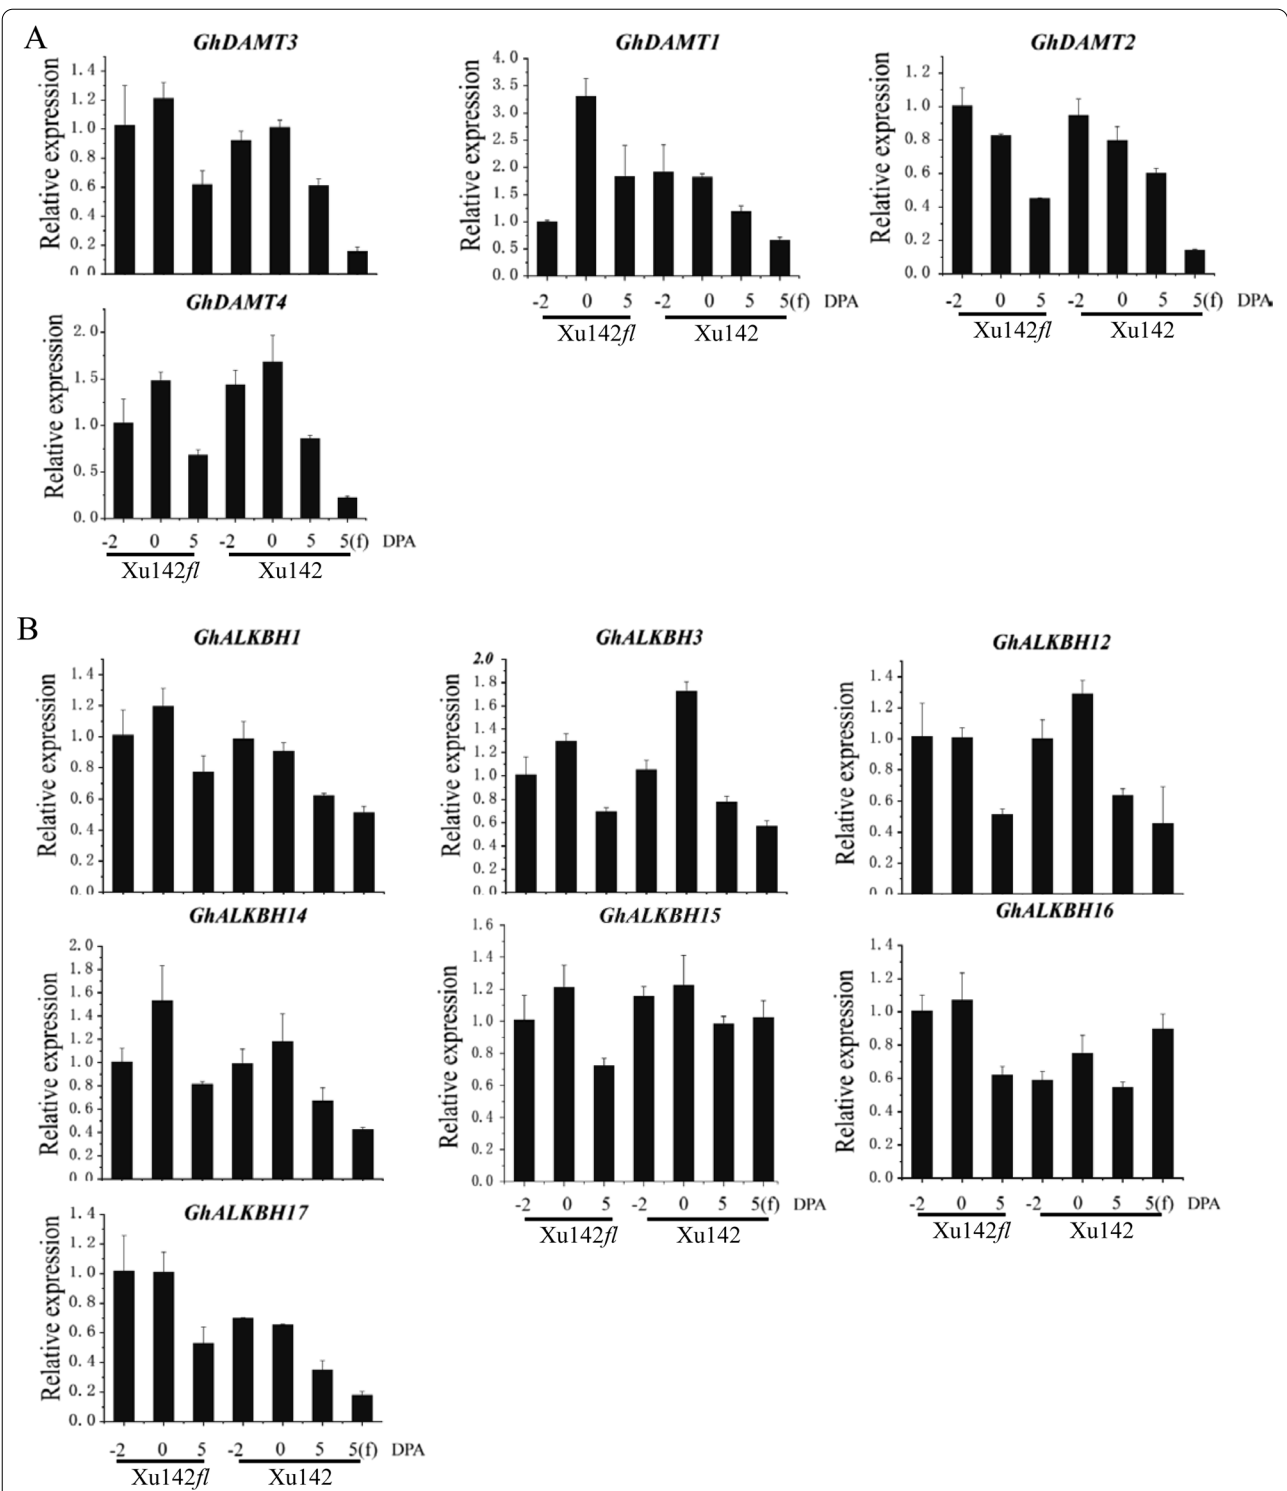 A
GhDAMT3
GhDAMT1
GhDAMT2
Relative expression
1.4
1.2
1.0
0.8
0.6
0.4
0.2
0.0
Relative expression
4.0
3.5
3.0
2.5
2.0
1.5
1.0
0.5
0.0
-2 0 5 -2 0 5 5(f) DPA
Xu142fl Xu142
Relative expression
1.2
1.0
0.8
0.6
0.4
0.2
0.0
-2 0 5 -2 0 5 5(f) DPA
Xu142fl Xu142
GhDAMT4
Relative expression
2.0
1.5
1.0
0.5
0.0
-2 0 5 -2 0 5 5(f) DPA
Xu142fl Xu142
B
GhALKBH1
Relative expression
1.4
1.2
1.0
0.8
0.6
0.4
0.2
0.0
GhALKBH3
Relative expression
2.0
1.8
1.6
1.4
1.2
1.0
0.8
0.6
0.4
0.2
0.0
GhALKBH12
Relative expression
1.4
1.2
1.0
0.8
0.6
0.4
0.2
0.0
GhALKBH14
Relative expression
2.0
1.8
1.6
1.4
1.2
1.0
0.8
0.6
0.4
0.2
0.0
GhALKBH15
Relative expression
1.6
1.4
1.2
1.0
0.8
0.6
0.4
0.2
0.0
-2 0 5 -2 0 5 5(f) DPA
Xu142fl Xu142
GhALKBH16
Relative expression
1.4
1.2
1.0
0.8
0.6
0.4
0.2
0.0
-2 0 5 -2 0 5 5(f) DPA
Xu142fl Xu142
GhALKBH17
Relative expression
1.4
1.2
1.0
0.8
0.6
0.4
0.2
0.0
-2 0 5 -2 0 5 5(f) DPA
Xu142fl Xu142